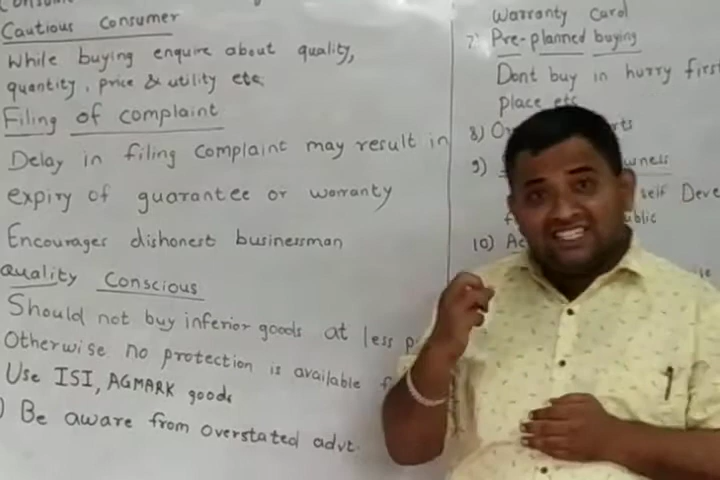 Cautious Consumer
While buying enquire about quality,
quantity, price & utility etc.
Filing of complaint
Delay in filing complaint may result in
expiry of guarantee or warranty
Encourages dishonest businessman
Quality Conscious
Should not buy inferior goods at less
Otherwise no protection is available
Use ISI, AGMARK goods
) Be aware from overstated advt.
Warranty Card
7) Pre-planned buying
Dont buy in hurry first
place etc
8)
9)
self
10)